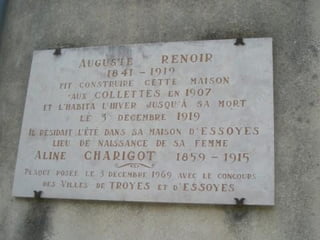 AUGUSTE RENOIR
1841-1919
FIT CONSTRUIRE CETTE MAISON
AUX COLLETTES EN 1907
ET L'HABITA L'HIVER JUSQU'À SA MORT
LE 3 DECEMBRE 1919
IL RÉSIDAIT L'ÉTÉ DANS SA MAISON D'ESSOYES
LIEU DE NAISSANCE DE SA FEMME
ALINE CHARIGOT 1859-1915
PLAQUE POSÉE LE 3 DECEMBRE 1969 AVEC LE CONCOURS
DES VILLES DE TROYES ET D'ESSOYES